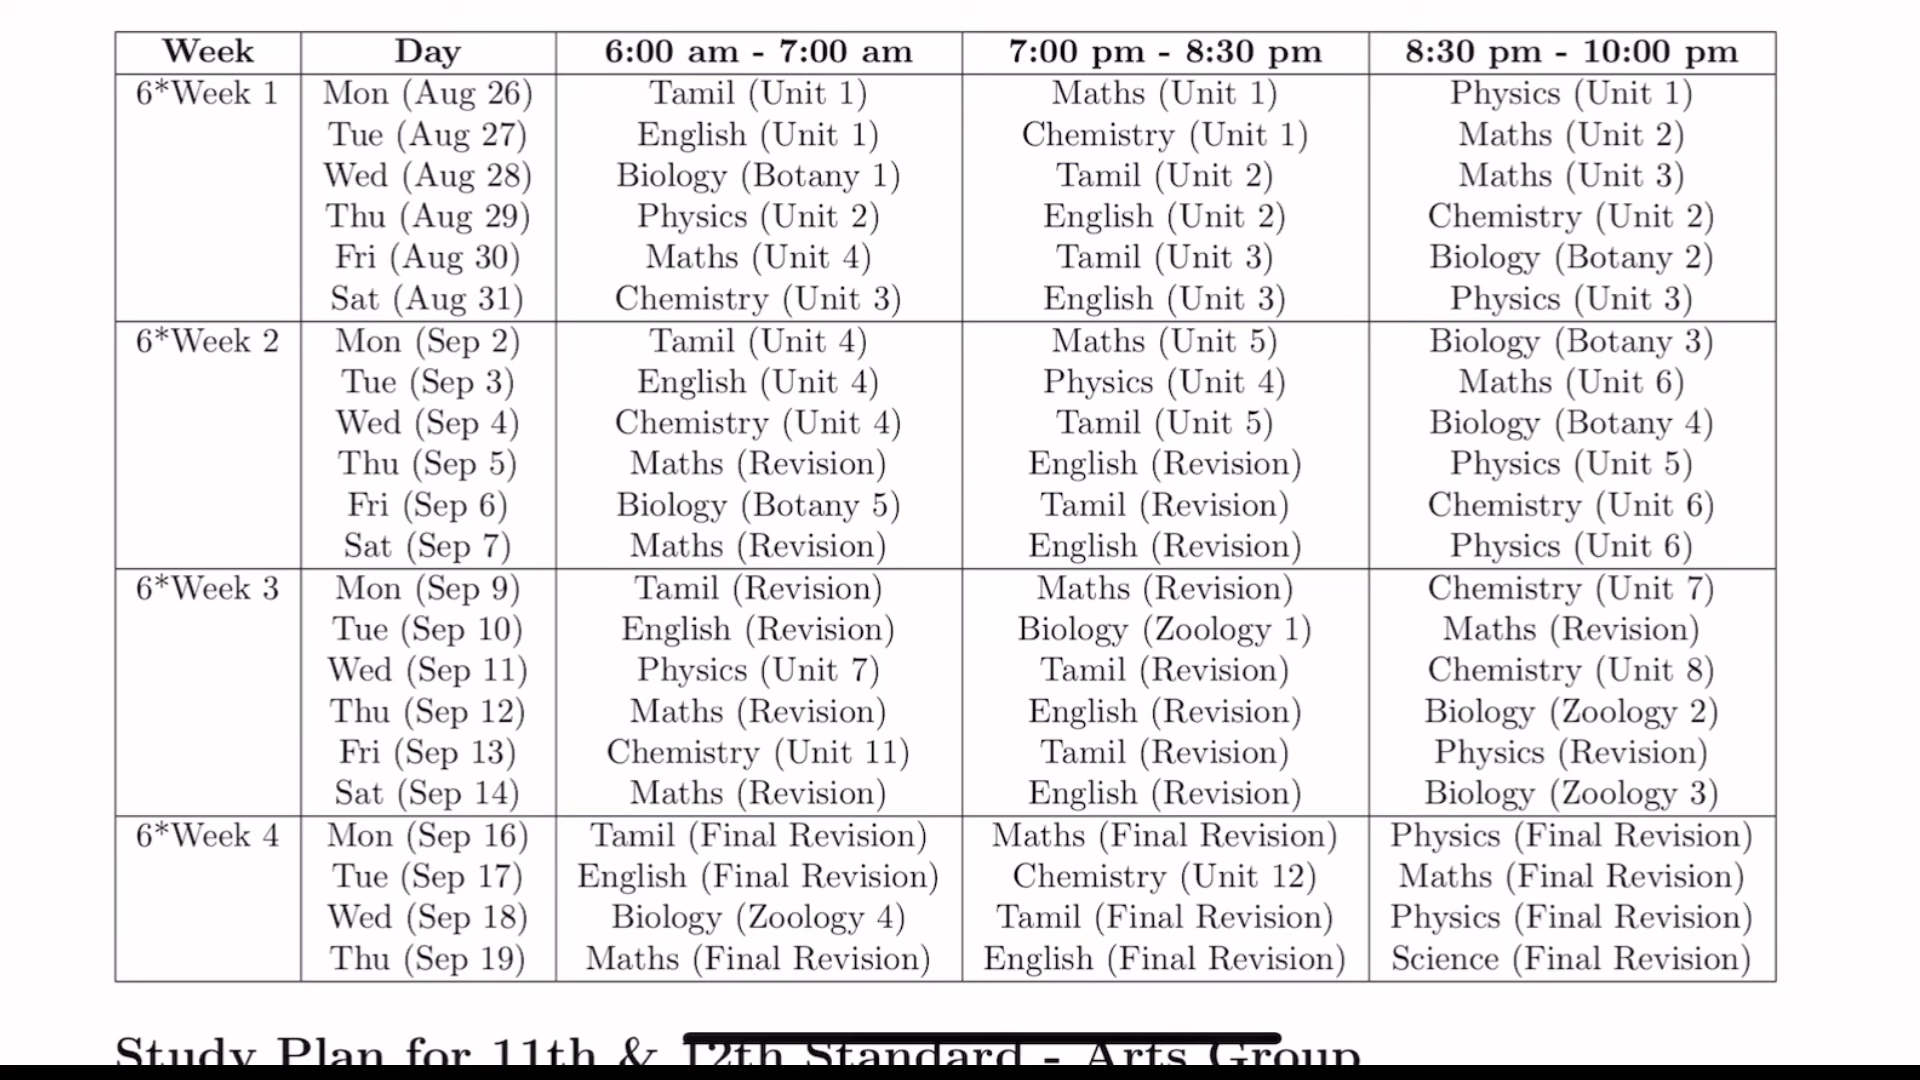 Week Day 6:00 am - 7:00 am 7:00 pm - 8:30 pm 8:30 pm - 10:00 pm
6*Week 1 Mon (Aug 26) Tamil (Unit 1) Maths (Unit 1) Physics (Unit 1)
Tue (Aug 27) English (Unit 1) Chemistry (Unit 1) Maths (Unit 2)
Wed (Aug 28) Biology (Botany 1) Tamil (Unit 2) Maths (Unit 3)
Thu (Aug 29) Physics (Unit 2) English (Unit 2) Chemistry (Unit 2)
Fri (Aug 30) Maths (Unit 4) Tamil (Unit 3) Biology (Botany 2)
Sat (Aug 31) Chemistry (Unit 3) English (Unit 3) Physics (Unit 3)
6*Week 2 Mon (Sep 2) Tamil (Unit 4) Maths (Unit 5) Biology (Botany 3)
Tue (Sep 3) English (Unit 4) Physics (Unit 4) Maths (Unit 6)
Wed (Sep 4) Chemistry (Unit 4) Tamil (Unit 5) Biology (Botany 4)
Thu (Sep 5) Maths (Revision) English (Revision) Physics (Unit 5)
Fri (Sep 6) Biology (Botany 5) Tamil (Revision) Chemistry (Unit 6)
Sat (Sep 7) Maths (Revision) English (Revision) Physics (Unit 6)
6*Week 3 Mon (Sep 9) Tamil (Revision) Maths (Revision) Chemistry (Unit 7)
Tue (Sep 10) English (Revision) Biology (Zoology 1) Maths (Revision)
Wed (Sep 11) Physics (Unit 7) Tamil (Revision) Chemistry (Unit 8)
Thu (Sep 12) Maths (Revision) English (Revision) Biology (Zoology 2)
Fri (Sep 13) Chemistry (Unit 11) Tamil (Revision) Physics (Revision)
Sat (Sep 14) Maths (Revision) English (Revision) Biology (Zoology 3)
6*Week 4 Mon (Sep 16) Tamil (Final Revision) Maths (Final Revision) Physics (Final Revision)
Tue (Sep 17) English (Final Revision) Chemistry (Unit 12) Maths (Final Revision)
Wed (Sep 18) Biology (Zoology 4) Tamil (Final Revision) Physics (Final Revision)
Thu (Sep 19) Maths (Final Revision) English (Final Revision) Science (Final Revision)
Study Plan for 11th & 12th Standard - Arts Group